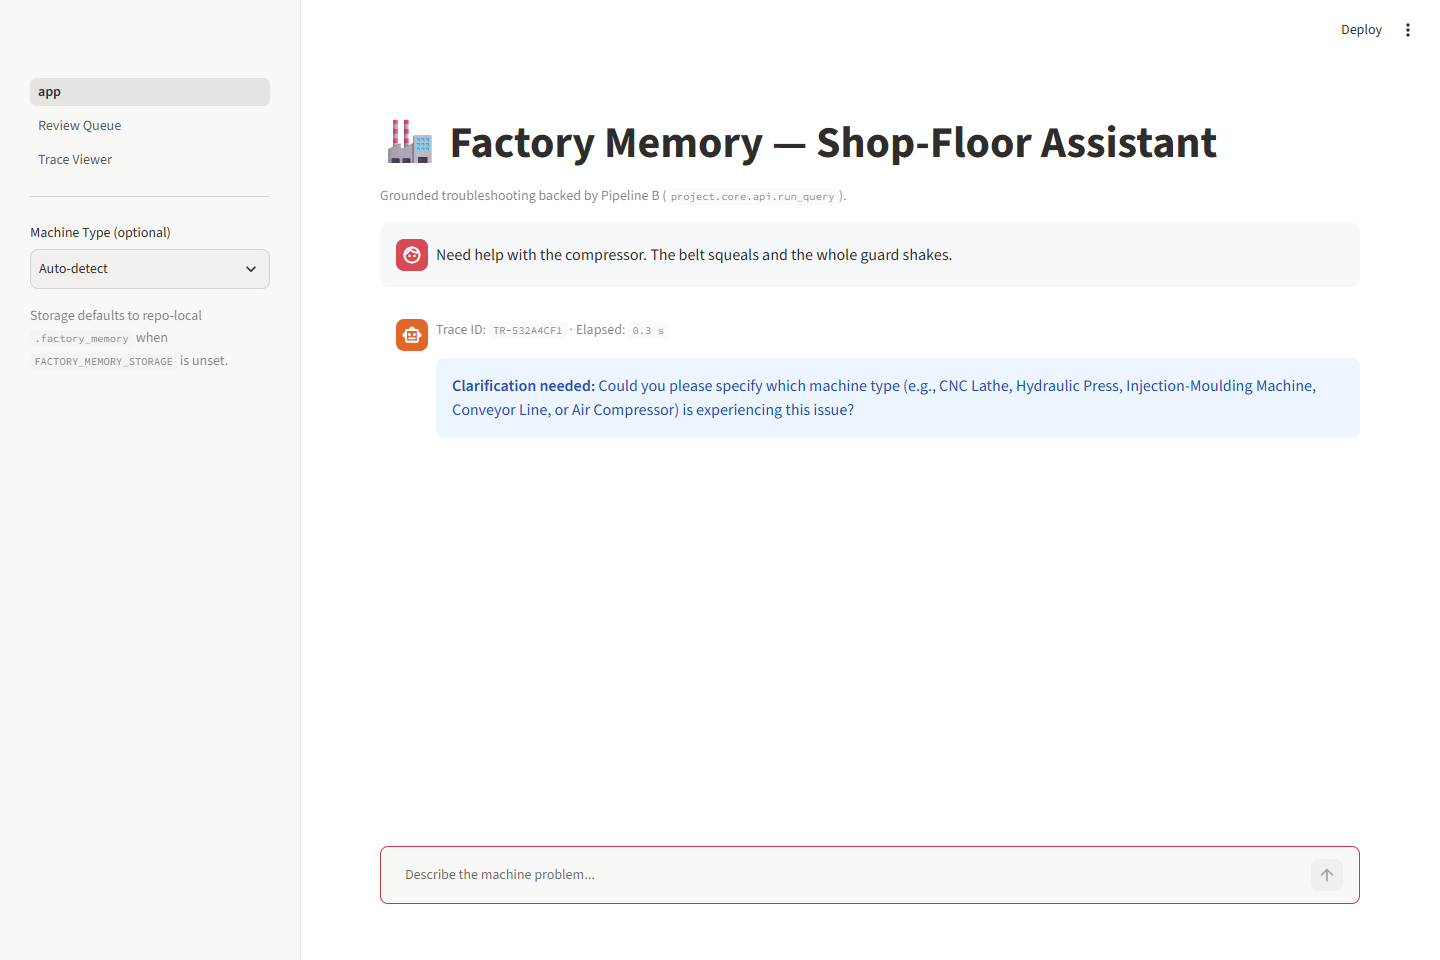 Deploy
app
Review Queue
Trace Viewer
Machine Type (optional)
Auto-detect
Storage defaults to repo-local
.factory_memory when
FACTORY_MEMORY_STORAGE is unset.
Factory Memory — Shop-Floor Assistant
Grounded troubleshooting backed by Pipeline B ( project.core.api.run_query ).
Need help with the compressor. The belt squeals and the whole guard shakes.
Trace ID: TR-532A4CF1 · Elapsed: 0.3 s
Clarification needed: Could you please specify which machine type (e.g., CNC Lathe, Hydraulic Press, Injection-Moulding Machine,
Conveyor Line, or Air Compressor) is experiencing this issue?
Describe the machine problem...